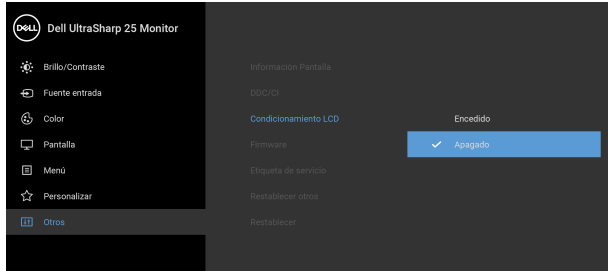 DELL
Dell UltraSharp 25 Monitor
Brillo/Contraste
Fuente entrada
Color
Pantalla
Menú
Personalizar
Otros
Información Pantalla
DDC/CI
Condicionamiento LCD
Firmware
Etiqueta de servicio
Restablecer otros
Restablecer
Encedido
Apagado